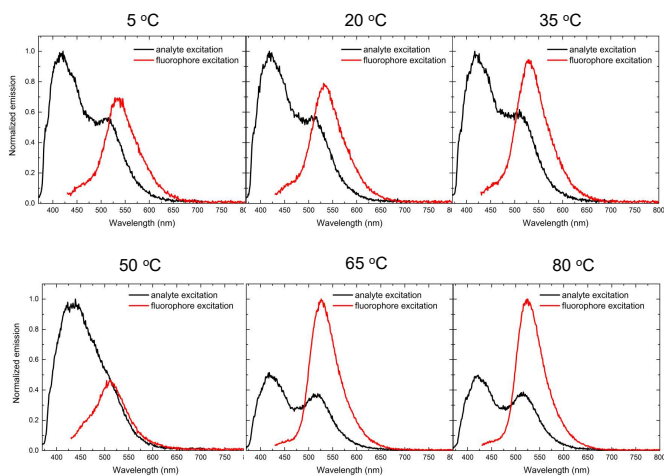 5 °C
20 °C
35 °C
Normalized emission
1.0
0.8
0.6
0.4
0.2
0.0
analyte excitation
fluorophore excitation
analyte excitation
fluorophore excitation
analyte excitation
fluorophore excitation
400 450 500 550 600 650 700 750 80
400 450 500 550 600 650 700 750 80
400 450 500 550 600 650 700 750 800
Wavelength (nm)
Wavelength (nm)
Wavelength (nm)
50 °C
65 °C
80 °C
Normalized emission
1.0
0.8
0.6
0.4
0.2
0.0
analyte excitation
fluorophore excitation
analyte excitation
fluorophore excitation
analyte excitation
fluorophore excitation
400 450 500 550 600 650 700 750 80
400 450 500 550 600 650 700 750 80
400 450 500 550 600 650 700 750 800
Wavelength (nm)
Wavelength (nm)
Wavelength (nm)